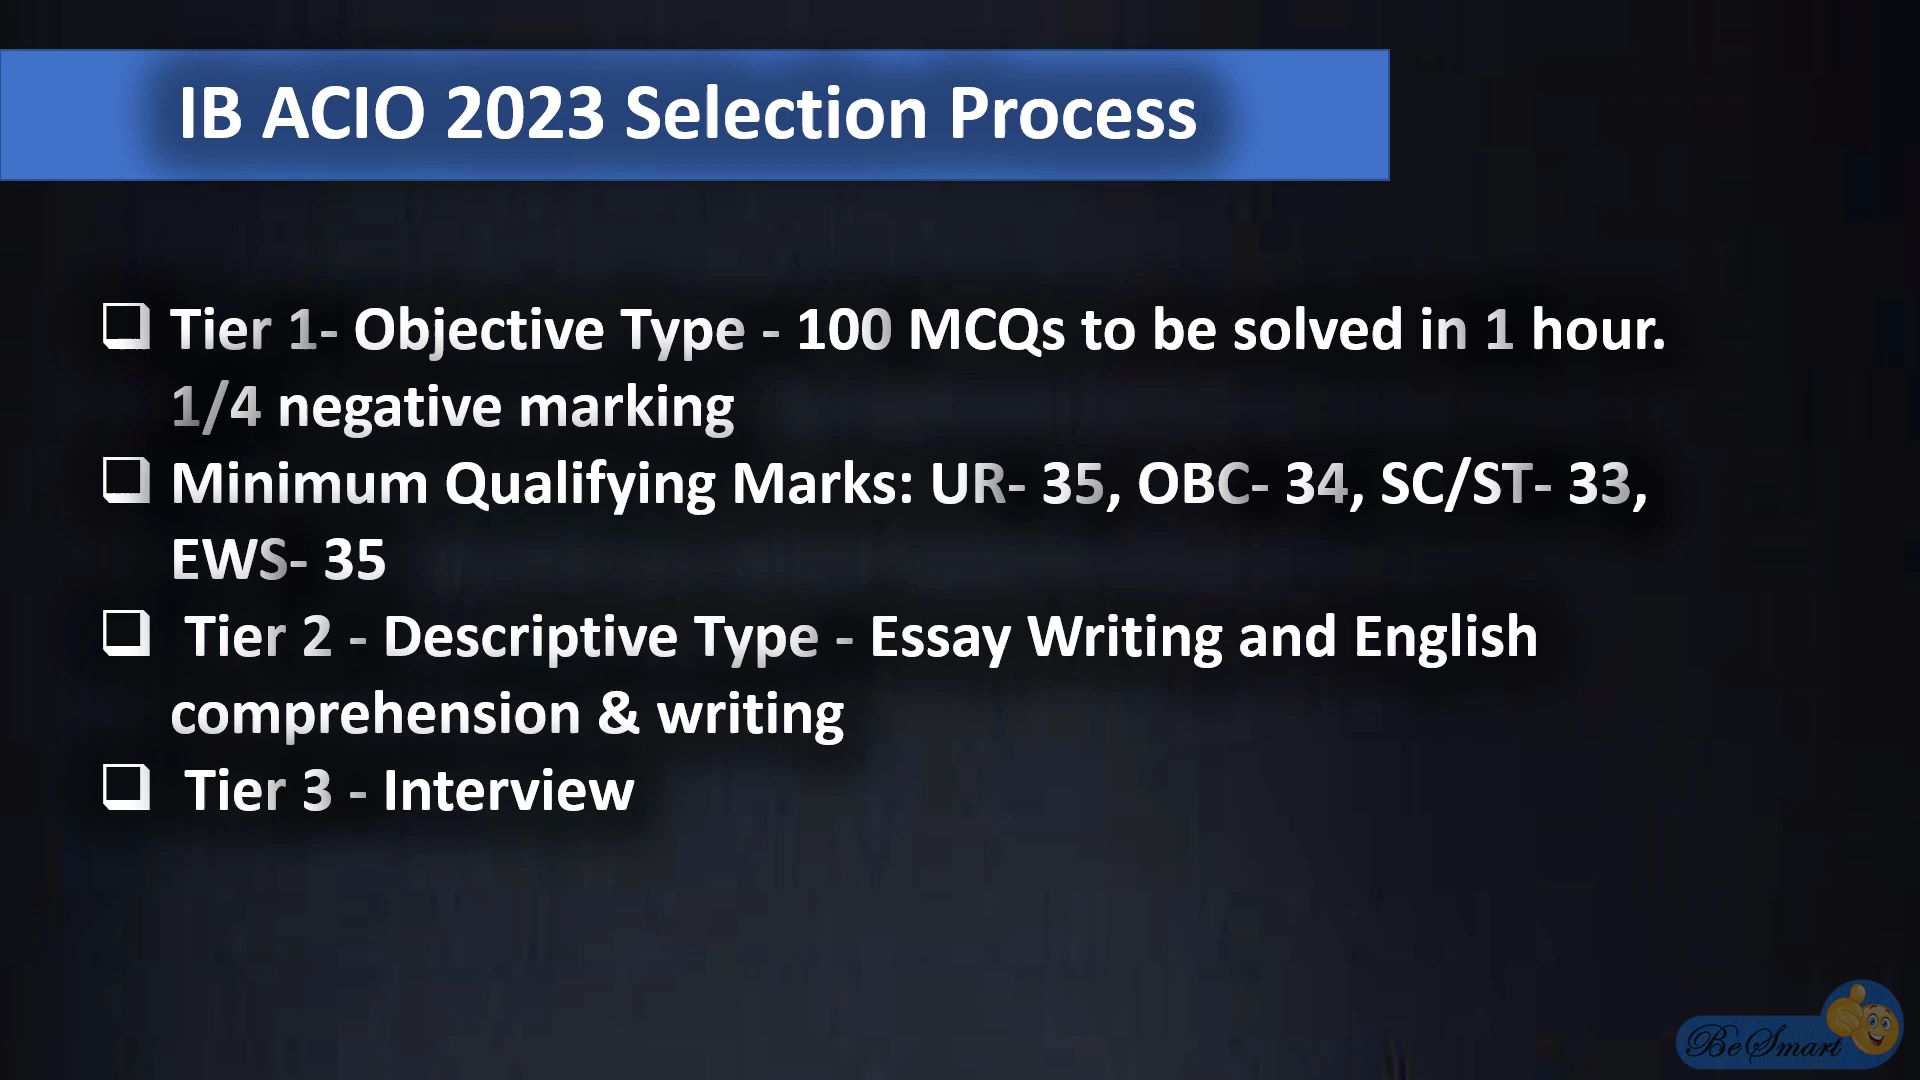 IB ACIO 2023 Selection Process
Tier 1- Objective Type - 100 MCQs to be solved in 1 hour.
1/4 negative marking
Minimum Qualifying Marks: UR- 35, OBC- 34, SC/ST- 33,
EWS- 35
Tier 2 - Descriptive Type - Essay Writing and English
comprehension & writing
Tier 3 - Interview
Be Smart